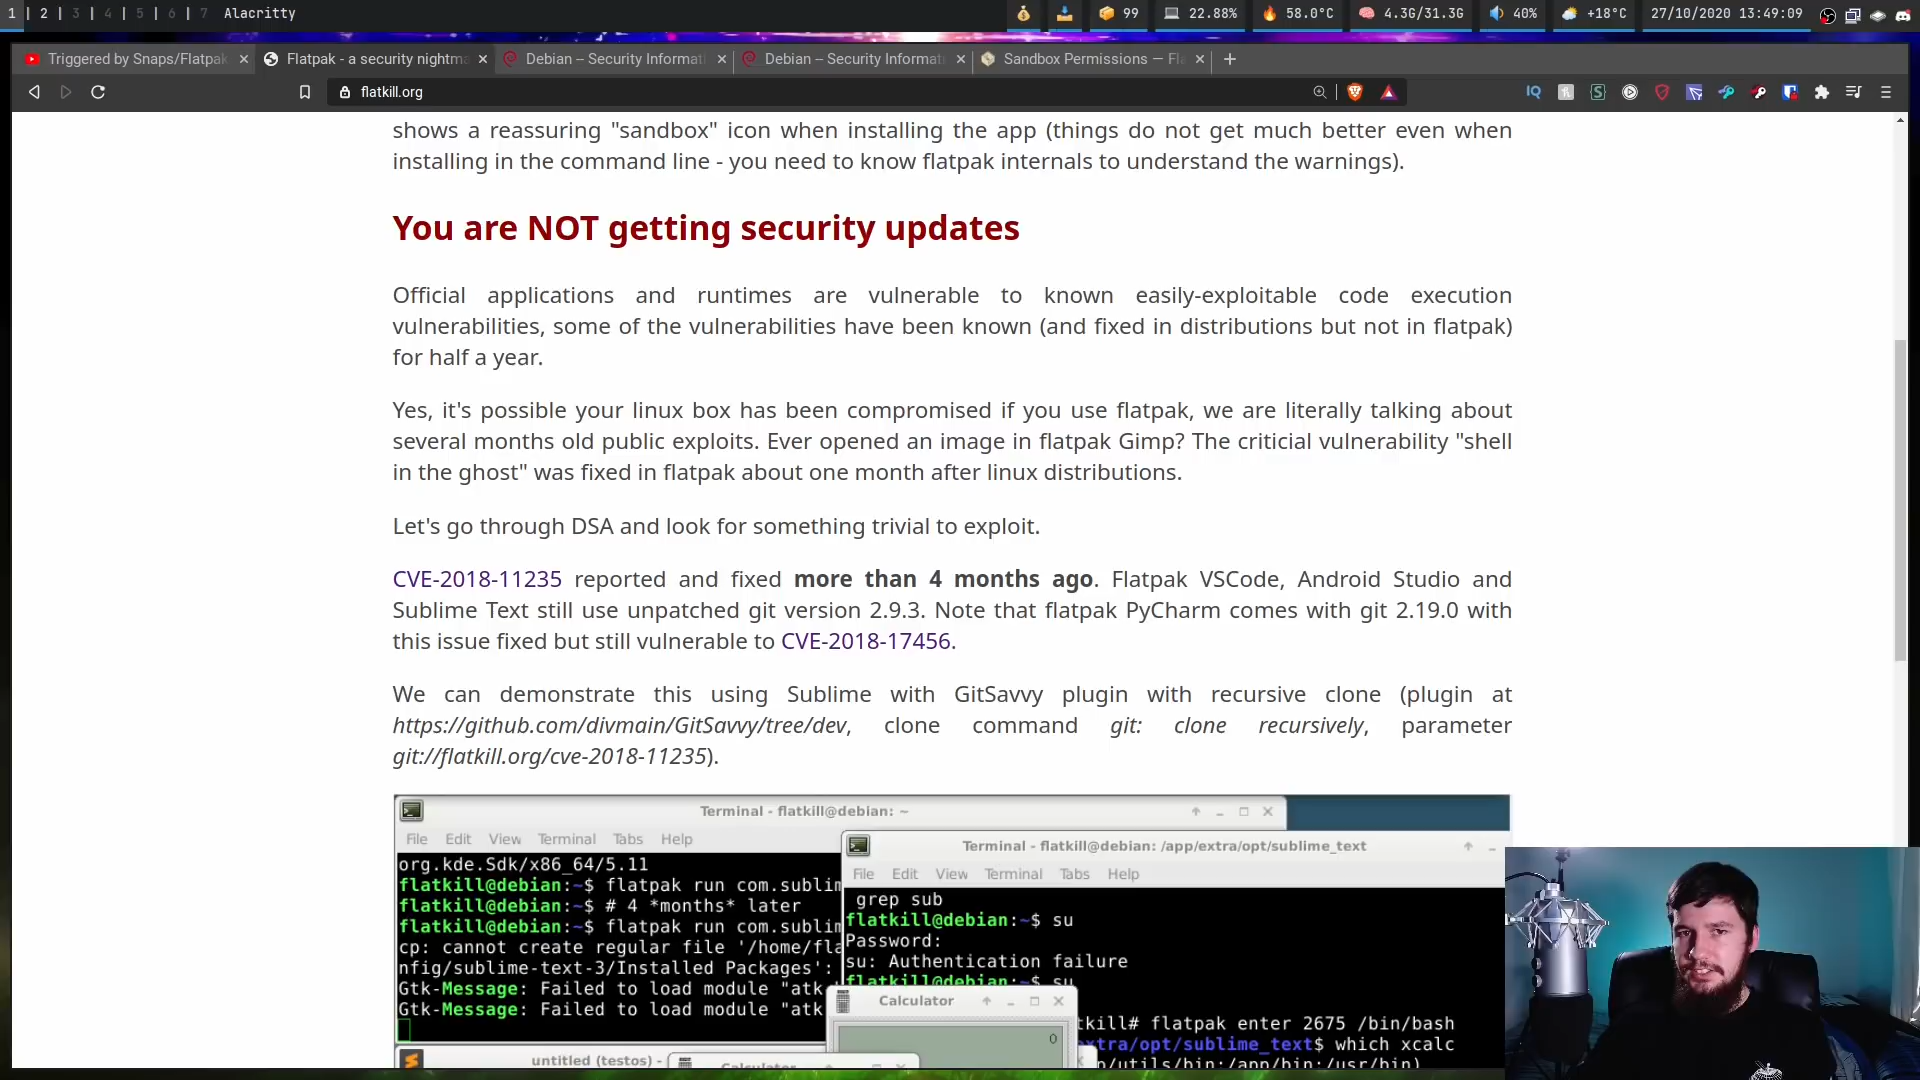 1 | 2 | 3 | 4 | 5 | 6 | 7 Alacritty
99 22.88% 58.0°C 4.3G/31.3G 40% +18°C 27/10/2020 13:49:09
Triggered by Snaps/Flatpak Flatpak - a security nightma Debian -- Security Informat Debian -- Security Informat Sandbox Permissions — Fla
flatkill.org
shows a reassuring "sandbox" icon when installing the app (things do not get much better even when
installing in the command line - you need to know flatpak internals to understand the warnings).
You are NOT getting security updates
Official applications and runtimes are vulnerable to known easily-exploitable code execution
vulnerabilities, some of the vulnerabilities have been known (and fixed in distributions but not in flatpak)
for half a year.
Yes, it's possible your linux box has been compromised if you use flatpak, we are literally talking about
several months old public exploits. Ever opened an image in flatpak Gimp? The criticial vulnerability "shell
in the ghost" was fixed in flatpak about one month after linux distributions.
Let's go through DSA and look for something trivial to exploit.
CVE-2018-11235 reported and fixed more than 4 months ago. Flatpak VSCode, Android Studio and
Sublime Text still use unpatched git version 2.9.3. Note that flatpak PyCharm comes with git 2.19.0 with
this issue fixed but still vulnerable to CVE-2018-17456.
We can demonstrate this using Sublime with GitSavvy plugin with recursive clone (plugin at
https://github.com/divmain/GitSavvy/tree/dev, clone command git: clone recursively, parameter
git://flatkill.org/cve-2018-11235).
Terminal - flatkill@debian: ~
File Edit View Terminal Tabs Help
org.kde.Sdk/x86_64/5.11
flatkill@debian:~$ flatpak run com.sublim
flatkill@debian:~$ # 4 *months* later
flatkill@debian:~$ flatpak run com.sublim
cp: cannot create regular file '/home/fla
nfig/sublime-text-3/Installed Packages':
Gtk-Message: Failed to load module "atk
Gtk-Message: Failed to load module "atk
untitled (testos) -
Terminal - flatkill@debian: /app/extra/opt/sublime_text
File Edit View Terminal Tabs Help
grep sub
flatkill@debian:~$ su
Password:
su: Authentication failure
flatkill@debian:~$ su
Calculator
0
tkill# flatpak enter 2675 /bin/bash
extra/opt/sublime_text$ which xcalc
p/utils/bin:/app/bin:/usr/bin)
Calculator